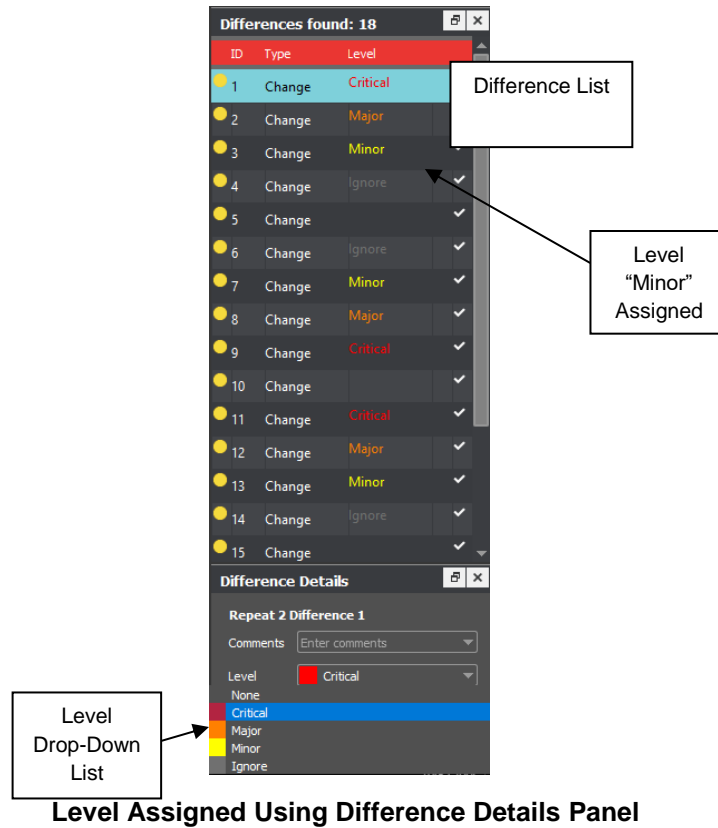 Differences found: 18
ID Type Level
1 Change Critical
2 Change Major
3 Change Minor
4 Change Ignore
5 Change
6 Change Ignore
7 Change Minor
8 Change Major
9 Change Critical
10 Change
11 Change Critical
12 Change Major
13 Change Minor
14 Change Ignore
15 Change
Difference List
Level
“Minor”
Assigned
Difference Details
Repeat 2 Difference 1
Comments Enter comments
Level Critical
None
Critical
Major
Minor
Ignore
Level
Drop-Down
List
Level Assigned Using Difference Details Panel